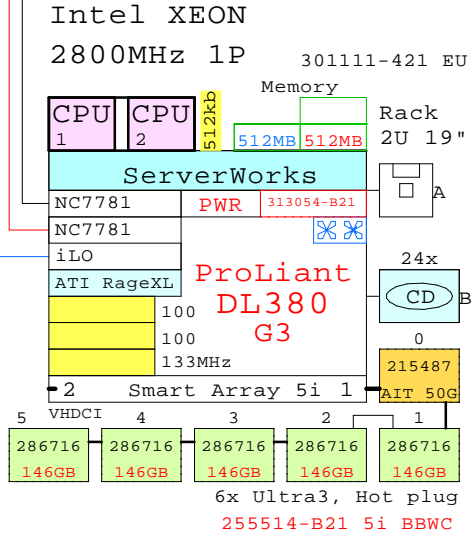 Intel XEON
2800MHz 1P
301111-421 EU
Memory
CPU
1
CPU
2
512kb
512MB
512MB
Rack
2U 19"
ServerWorks
NC7781
PWR
313054-B21
A
NC7781
iLO
ATI RageXL
ProLiant
DL380
G3
24x
CD
B
100
100
133MHz
0
215487
AIT 50G
2
Smart Array 5i
1
VHDCI
5
4
3
2
1
286716
286716
286716
286716
286716
146GB
146GB
146GB
146GB
146GB
6x Ultra3, Hot plug
255514-B21 5i BBWC